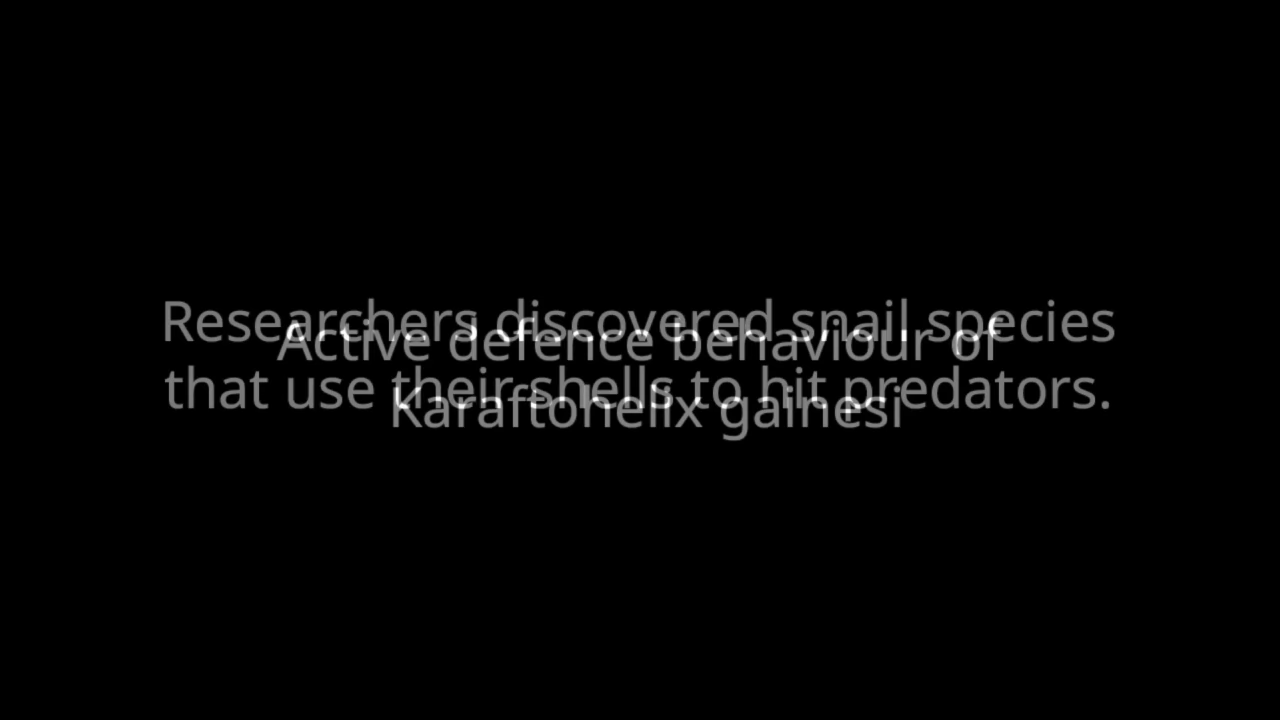 Researchers discovered snail species
that use their shells to hit predators.
Active defence behaviour of
Karaftohelix gainesi